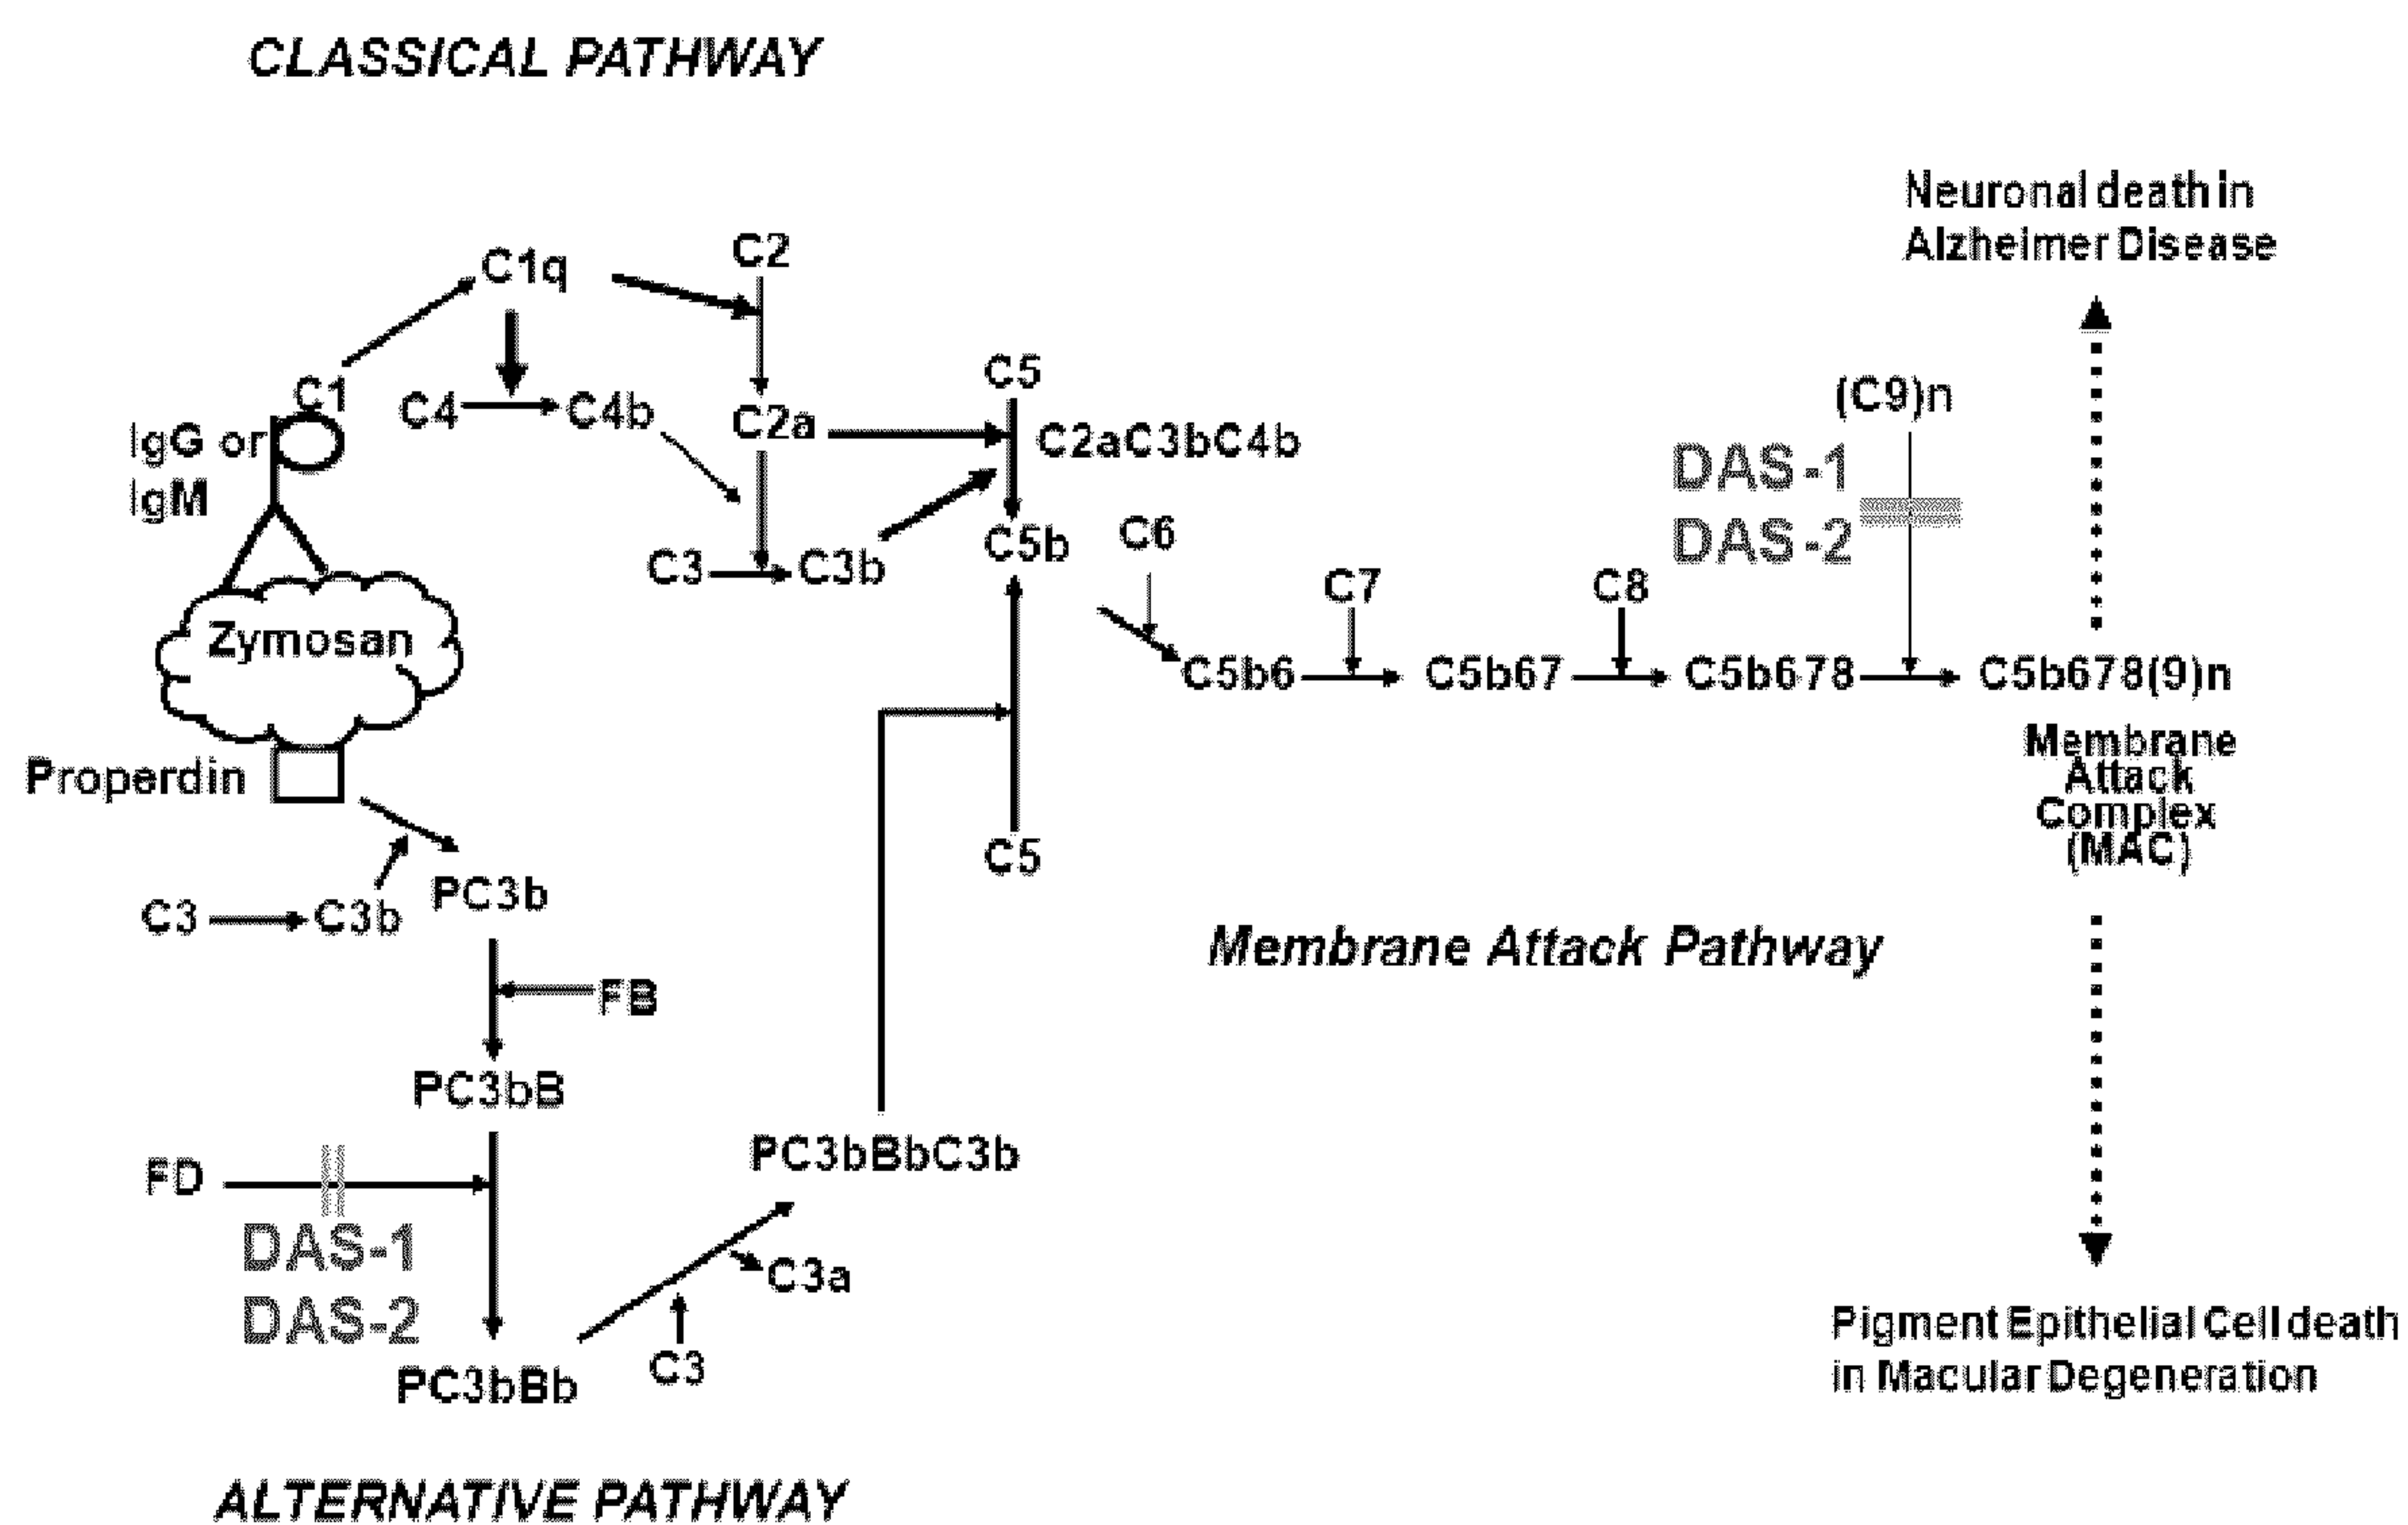 CLASSICAL PATHWAY
Neuronal death in
Alzheimer Disease
C1q
C2
C1
C4
C4b
C2a
C5
C2aC3bC4b
(C9)n
IgG or
IgM
DAS-1
DAS-2
C3
C3b
C5b
C6
C7
C8
Zymosan
C5b6
C5b67
C5b678
C5b678(9)n
Membrane
Attack
Complex
(MAC)
Properdin
C5
C3
C3b
PC3b
Membrane Attack Pathway
FB
PC3bB
FD
PC3bBbC3b
DAS-1
DAS-2
C3a
C3
PC3bBb
Pigment Epithelial Cell death
in Macular Degeneration
ALTERNATIVE PATHWAY